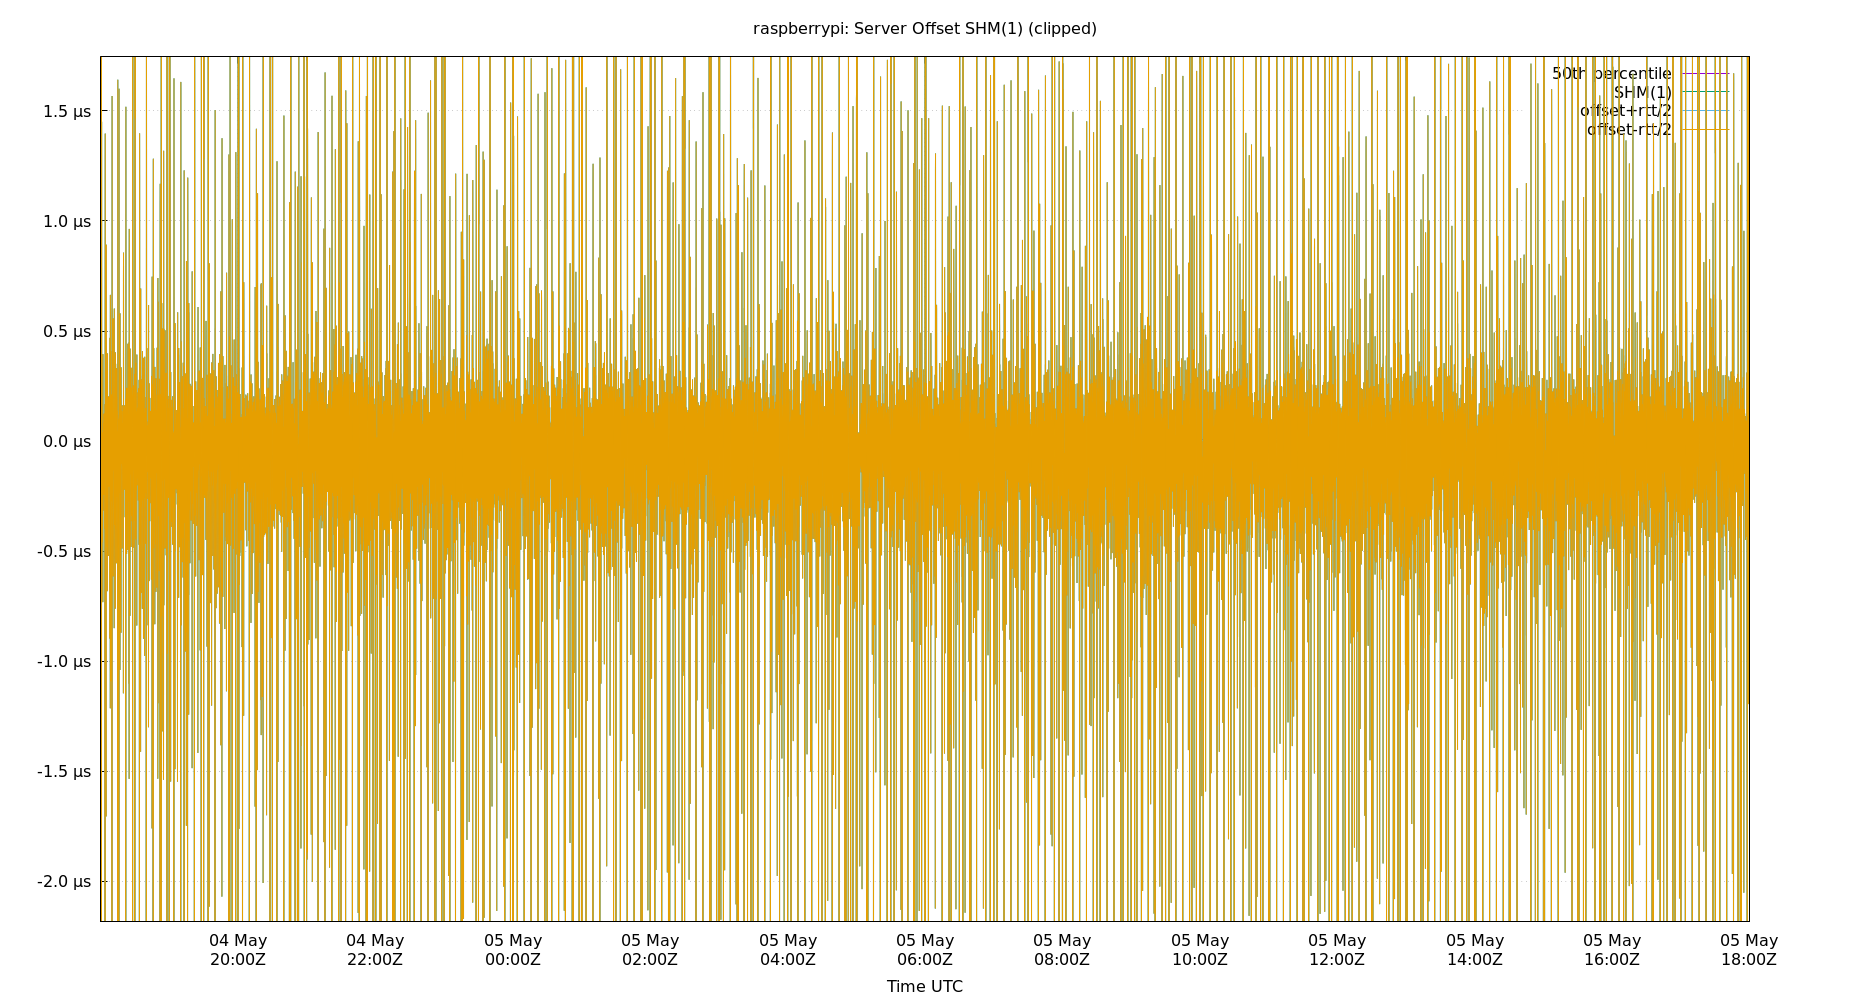 raspberrypi: Server Offset SHM(1) (clipped)
50th percentile
SHM(1)
offset+rtt/2
offset-rtt/2
1.5 µs
1.0 µs
0.5 µs
0.0 µs
-0.5 µs
-1.0 µs
-1.5 µs
-2.0 µs
04 May 04 May 05 May 05 May 05 May 05 May 05 May 05 May 05 May 05 May 05 May 05 May
20:00Z 22:00Z 00:00Z 02:00Z 04:00Z 06:00Z 08:00Z 10:00Z 12:00Z 14:00Z 16:00Z 18:00Z
Time UTC